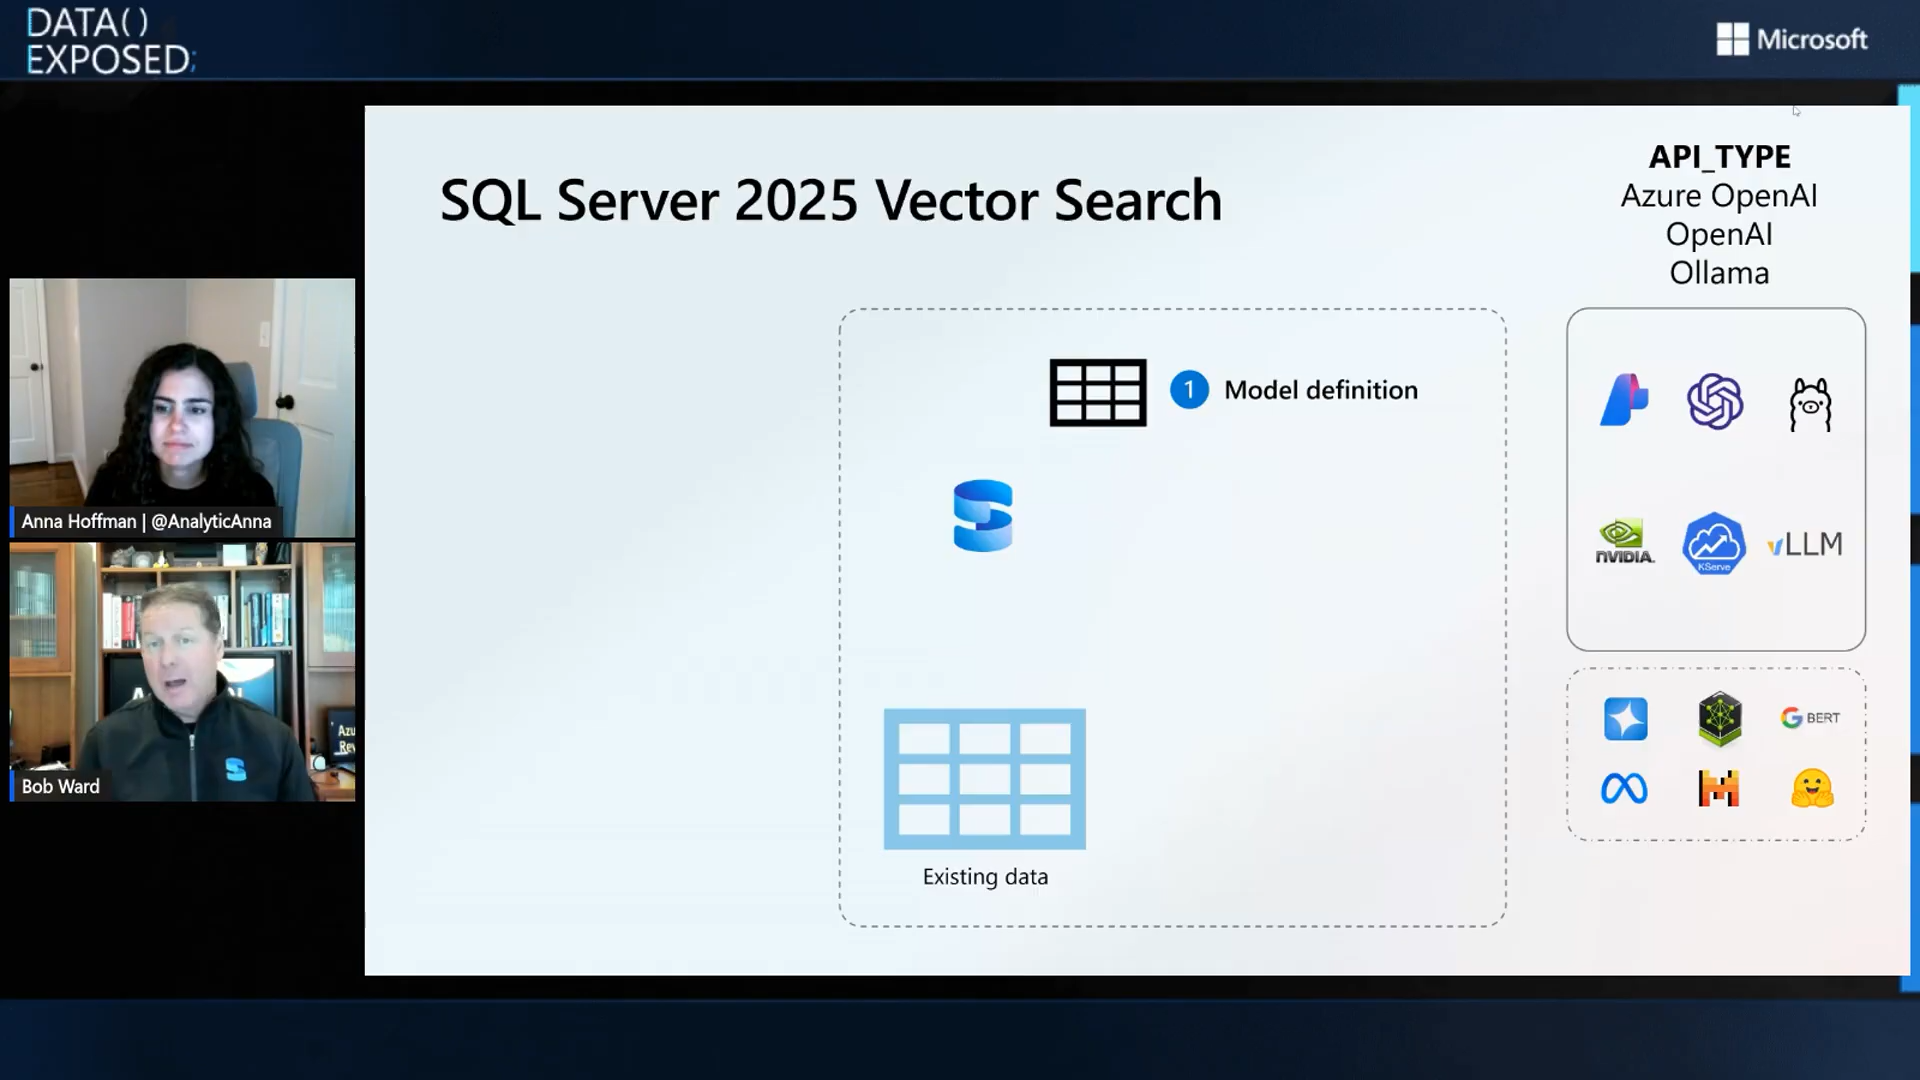 DATA()
EXPOSED;
Microsoft
SQL Server 2025 Vector Search
API_TYPE
Azure OpenAI
OpenAI
Ollama
1 Model definition
Existing data
NVIDIA
KServe
vLLM
G BERT
Anna Hoffman | @AnalyticAnna
Bob Ward